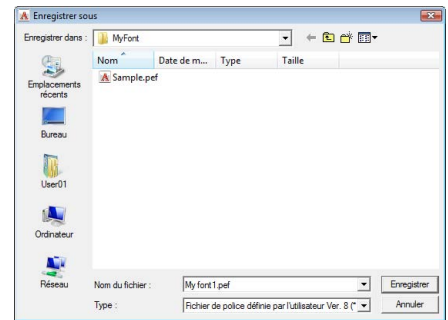 Enregistrer sous
Enregistrer dans : MyFont
Nom Date de m... Type Taille
Sample.pef
Emplacements
récents
Bureau
User01
Ordinateur
Réseau
Nom du fichier : My font1.pef Enregistrer
Type : Fichier de police définie par l'utilisateur Ver. 8 (* Annuler